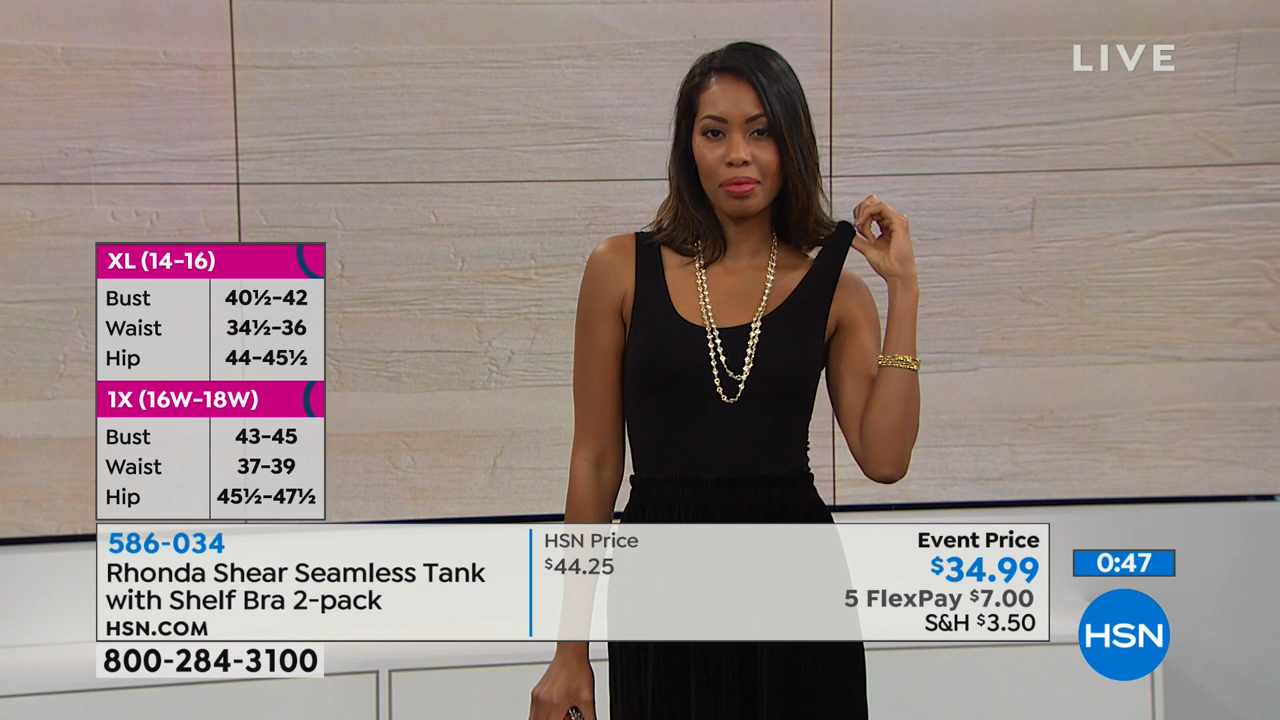 LIVE
XL (14-16)
Bust 40½-42
Waist 34½-36
Hip 44-45½
1X (16W-18W)
Bust 43-45
Waist 37-39
Hip 45½-47½
586-034
Rhonda Shear Seamless Tank
with Shelf Bra 2-pack
HSN.COM
HSN Price
$44.25
Event Price
$34.99
5 FlexPay $7.00
S&H $3.50
0:47
HSN
800-284-3100